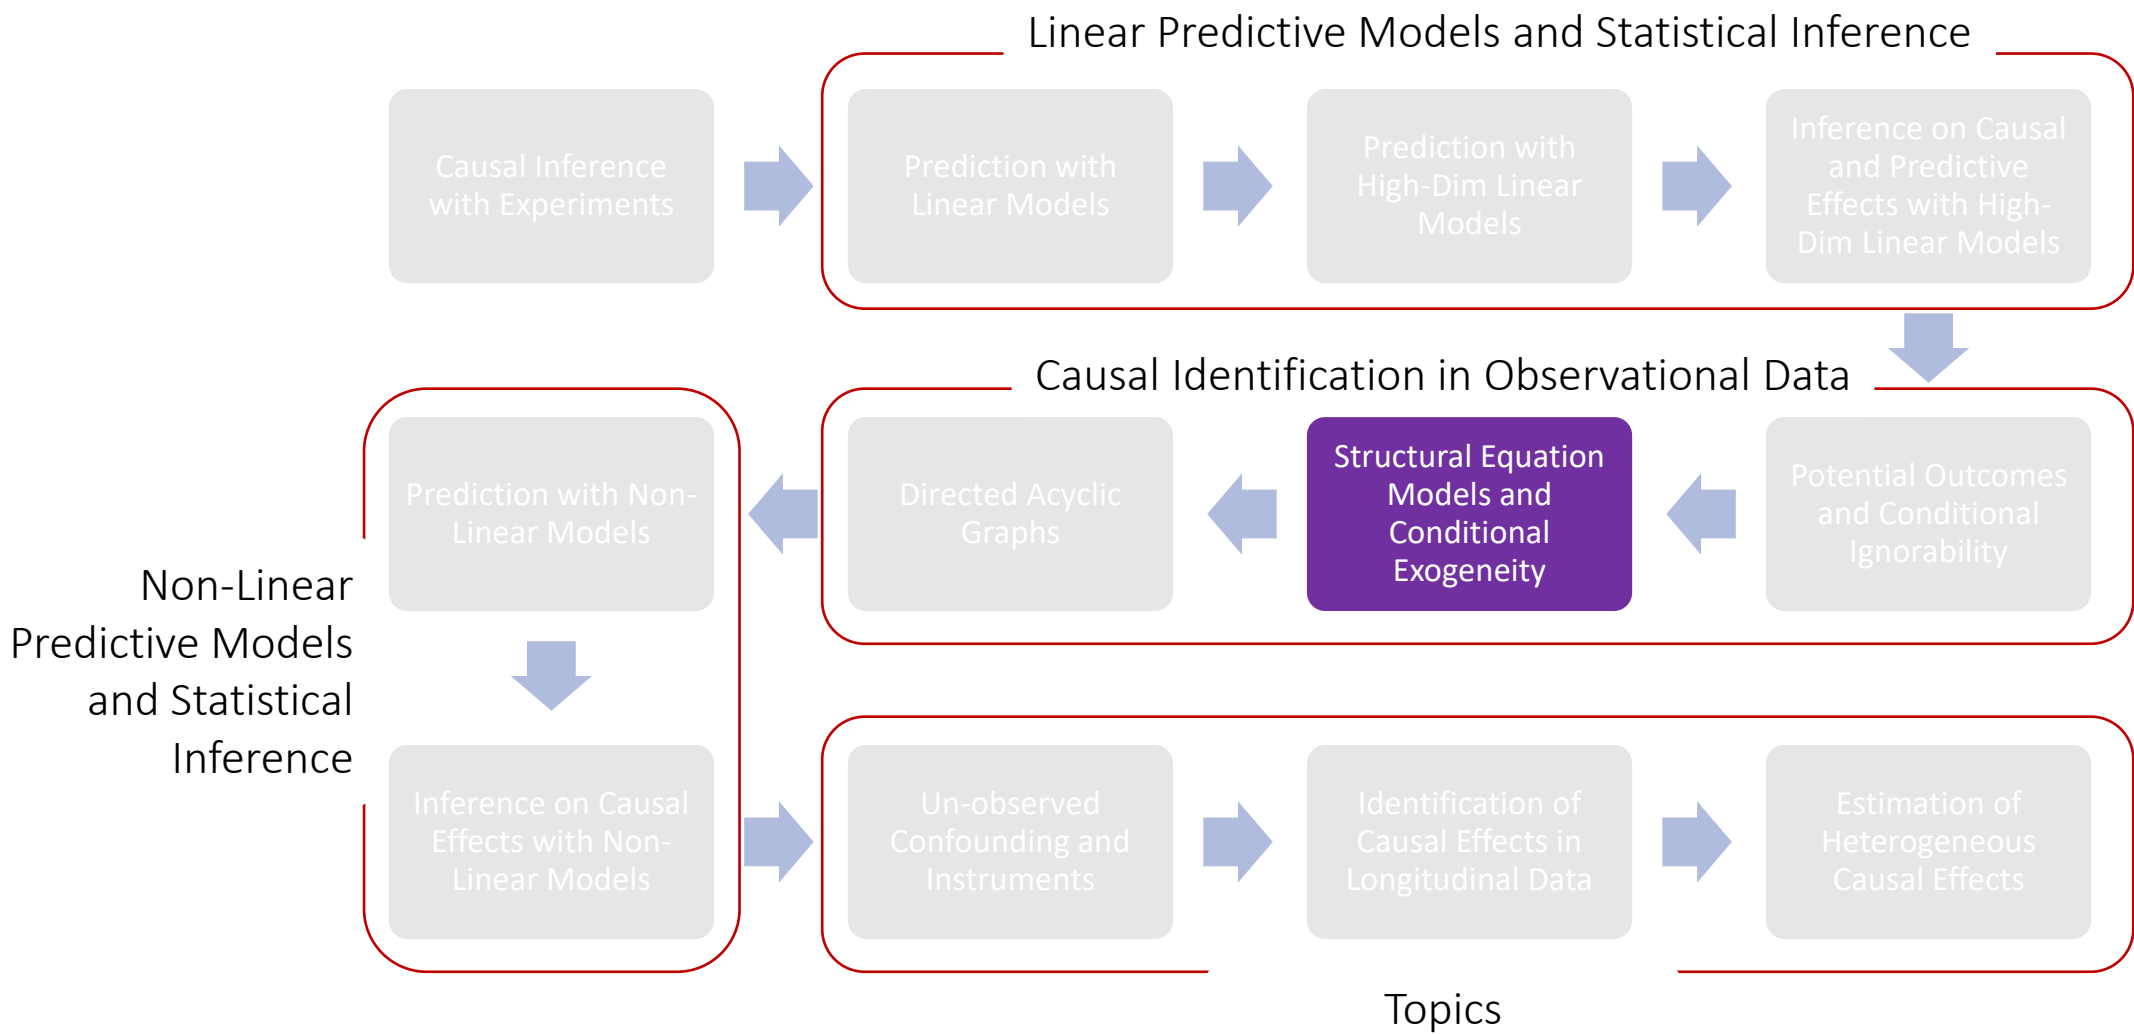 Linear Predictive Models and Statistical Inference
Causal Inference
with Experiments
Prediction with
Linear Models
Prediction with
High-Dim Linear
Models
Inference on Causal
and Predictive
Effects with High-
Dim Linear Models
Causal Identification in Observational Data
Prediction with Non-
Linear Models
Directed Acyclic
Graphs
Structural Equation
Models and
Conditional
Exogeneity
Potential Outcomes
and Conditional
Ignorability
Non-Linear
Predictive Models
and Statistical
Inference
Inference on Causal
Effects with Non-
Linear Models
Un-observed
Confounding and
Instruments
Identification of
Causal Effects in
Longitudinal Data
Estimation of
Heterogeneous
Causal Effects
Topics